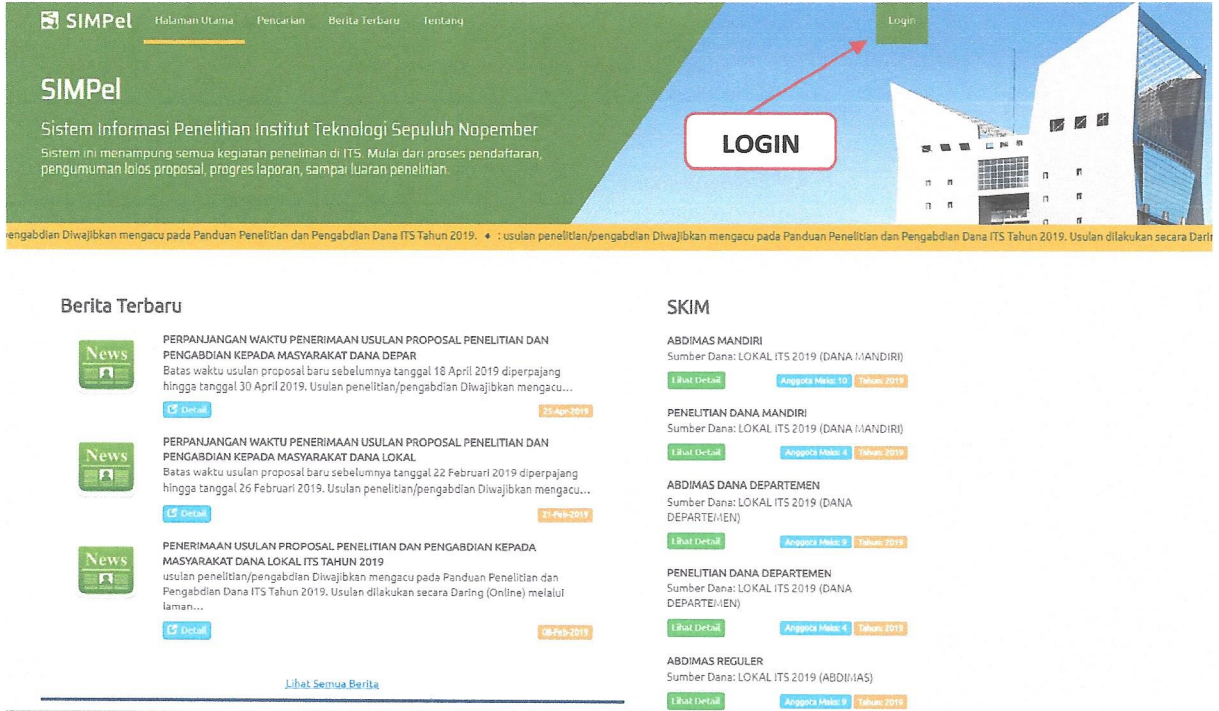 SIMPel
Halaman Utama
Pencarian
Berita Terbaru
Tentang
Login
SIMPel
Sistem Informasi Penelitian Institut Teknologi Sepuluh Nopember
Sistem ini menampung semua kegiatan penelitian di ITS. Mulai dari proses pendaftaran,
pengumuman lolos proposal, progres laporan, sampai luaran penelitian.
LOGIN
pengabdian Diwajibkan mengacu pada Panduan Penelitian dan Pengabdian Dana ITS Tahun 2019. ♦ : usulan penelitian/pengabdian Diwajibkan mengacu pada Panduan Penelitian dan Pengabdian Dana ITS Tahun 2019. Usulan dilakukan secara Darin
Berita Terbaru
News
PERPANJANGAN WAKTU PENERIMAAN USULAN PROPOSAL PENELITIAN DAN
PENGABDIAN KEPADA MASYARAKAT DANA DEPAR
Batas waktu usulan proposal baru sebelumnya tanggal 18 April 2019 diperpajang
hingga tanggal 30 April 2019. Usulan penelitian/pengabdian Diwajibkan mengacu...
Detail
25-Apr-2019
News
PERPANJANGAN WAKTU PENERIMAAN USULAN PROPOSAL PENELITIAN DAN
PENGABDIAN KEPADA MASYARAKAT DANA LOKAL
Batas waktu usulan proposal baru sebelumnya tanggal 22 Februari 2019 diperpajang
hingga tanggal 26 Februari 2019. Usulan penelitian/pengabdian Diwajibkan mengacu...
Detail
21-Feb-2019
News
PENERIMAAN USULAN PROPOSAL PENELITIAN DAN PENGABDIAN KEPADA
MASYARAKAT DANA LOKAL ITS TAHUN 2019
usulan penelitian/pengabdian Diwajibkan mengacu pada Panduan Penelitian dan
Pengabdian Dana ITS Tahun 2019. Usulan dilakukan secara Daring (Online) melalui
laman...
Detail
08-Feb-2019
Lihat Semua Berita
SKIM
ABDIMAS MANDIRI
Sumber Dana: LOKAL ITS 2019 (DANA MANDIRI)
Lihat Detail
Anggota Maks: 10
Tahun: 2019
PENELITIAN DANA MANDIRI
Sumber Dana: LOKAL ITS 2019 (DANA MANDIRI)
Lihat Detail
Anggota Maks: 4
Tahun: 2019
ABDIMAS DANA DEPARTEMEN
Sumber Dana: LOKAL ITS 2019 (DANA
DEPARTEMEN)
Lihat Detail
Anggota Maks: 9
Tahun: 2019
PENELITIAN DANA DEPARTEMEN
Sumber Dana: LOKAL ITS 2019 (DANA
DEPARTEMEN)
Lihat Detail
Anggota Maks: 4
Tahun: 2019
ABDIMAS REGULER
Sumber Dana: LOKAL ITS 2019 (ABDIMAS)
Lihat Detail
Anggota Maks: 9
Tahun: 2019